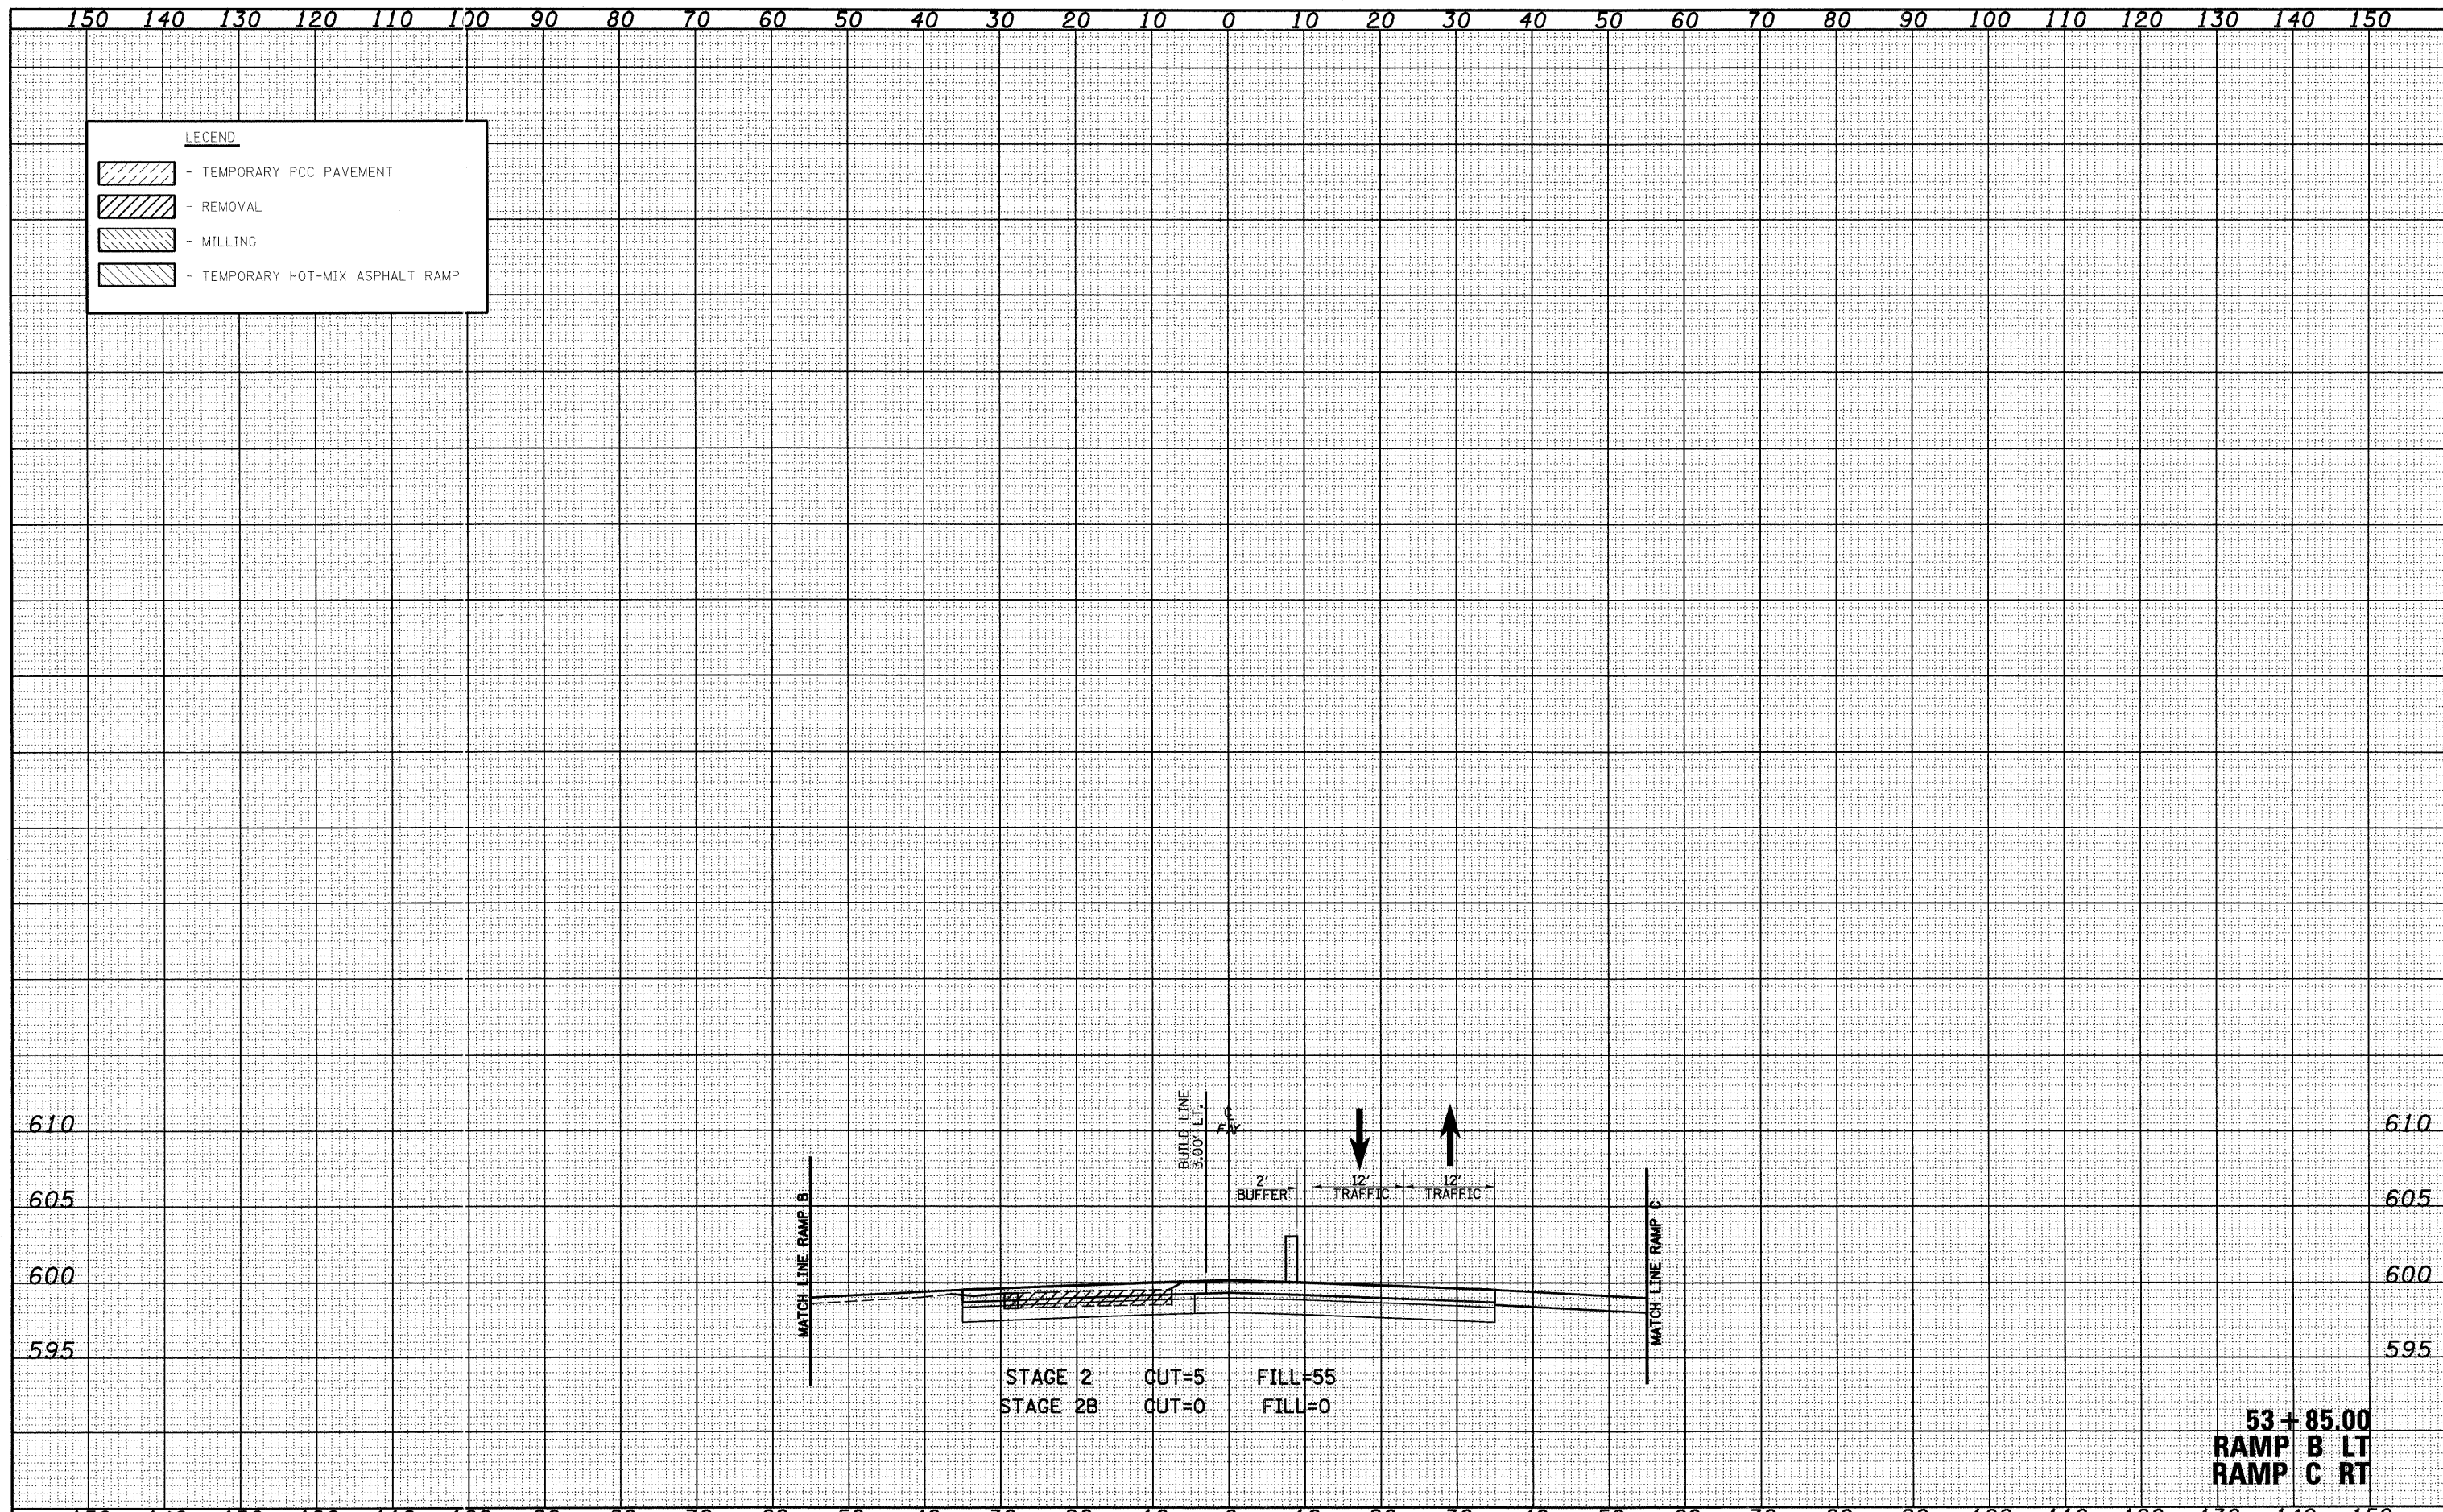 150 140 130 120 110 100 90 80 70 60 50 40 30 20 10 0 10 20 30 40 50 60 70 80 90 100 110 120 130 140 150
LEGEND
- TEMPORARY PCC PAVEMENT
- REMOVAL
- MILLING
- TEMPORARY HOT-MIX ASPHALT RAMP
BUILD LINE
3.00' LT.
610 610
2'
BUFFER
12'
TRAFFIC
12'
TRAFFIC
605 605
MATCH LINE RAMP B
MATCH LINE RAMP C
600 600
595 595
STAGE 2 CUT=5 FILL=55
STAGE 2B CUT=0 FILL=0
53 + 85.00
RAMP B LT
RAMP C RT